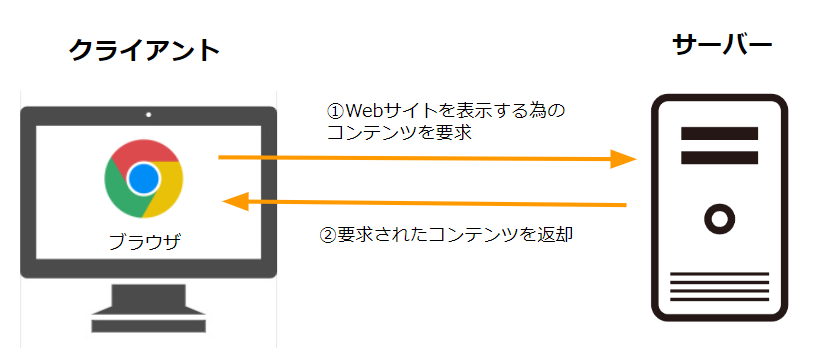 クライアント
サーバー
①Webサイトを表示する為の
コンテンツを要求
ブラウザ
②要求されたコンテンツを返却